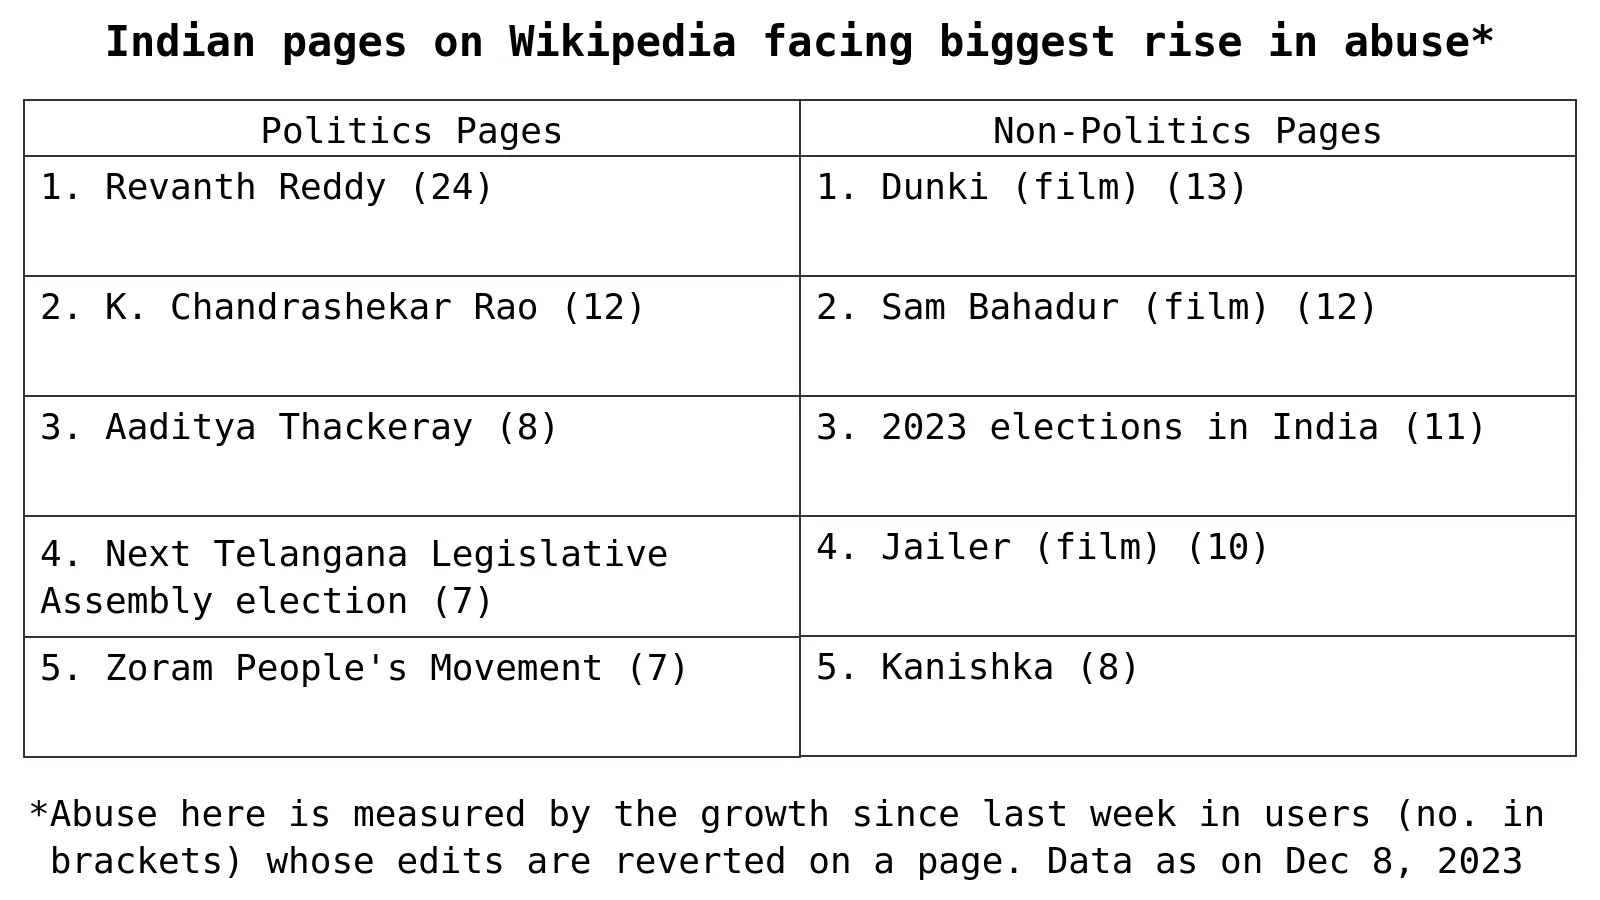 Indian pages on Wikipedia facing biggest rise in abuse*
Politics Pages
Non-Politics Pages
1. Revanth Reddy (24)
1. Dunki (film) (13)
2. K. Chandrashekar Rao (12)
2. Sam Bahadur (film) (12)
3. Aaditya Thackeray (8)
3. 2023 elections in India (11)
4. Next Telangana Legislative
Assembly election (7)
4. Jailer (film) (10)
5. Zoram People's Movement (7)
5. Kanishka (8)
*Abuse here is measured by the growth since last week in users (no. in
brackets) whose edits are reverted on a page. Data as on Dec 8, 2023